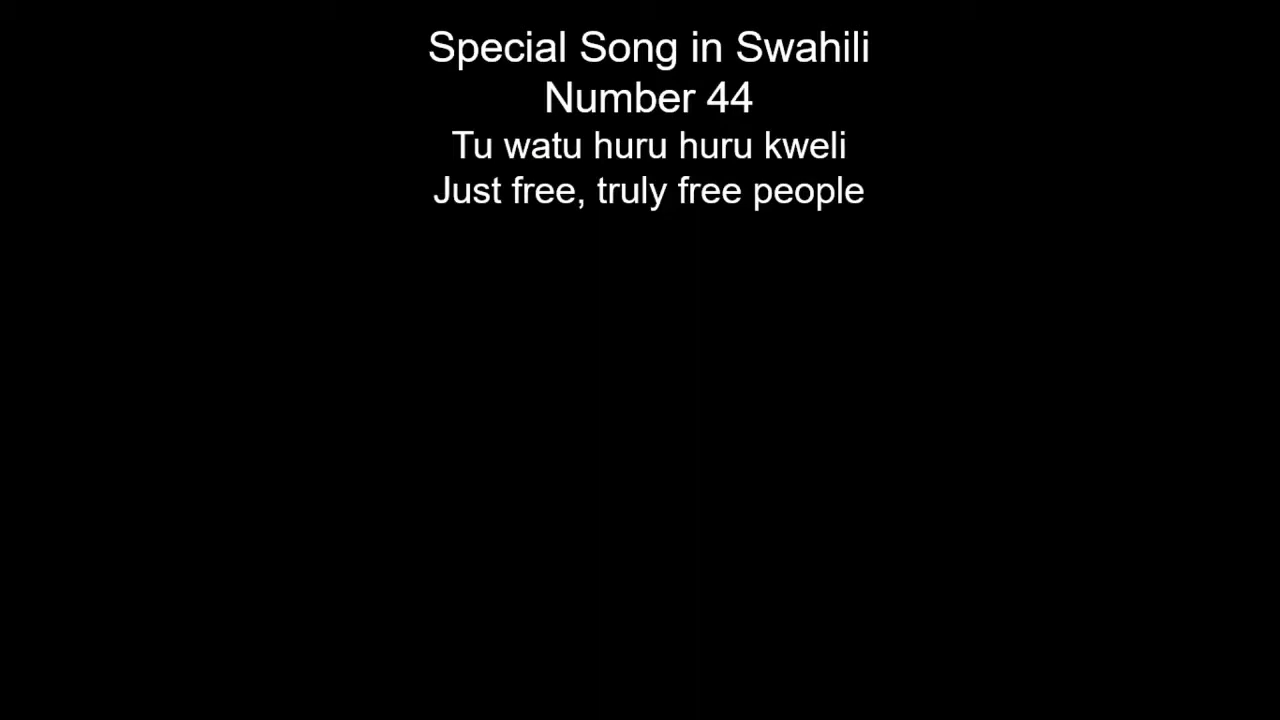 Special Song in Swahili
Number 44
Tu watu huru huru kweli
Just free, truly free people